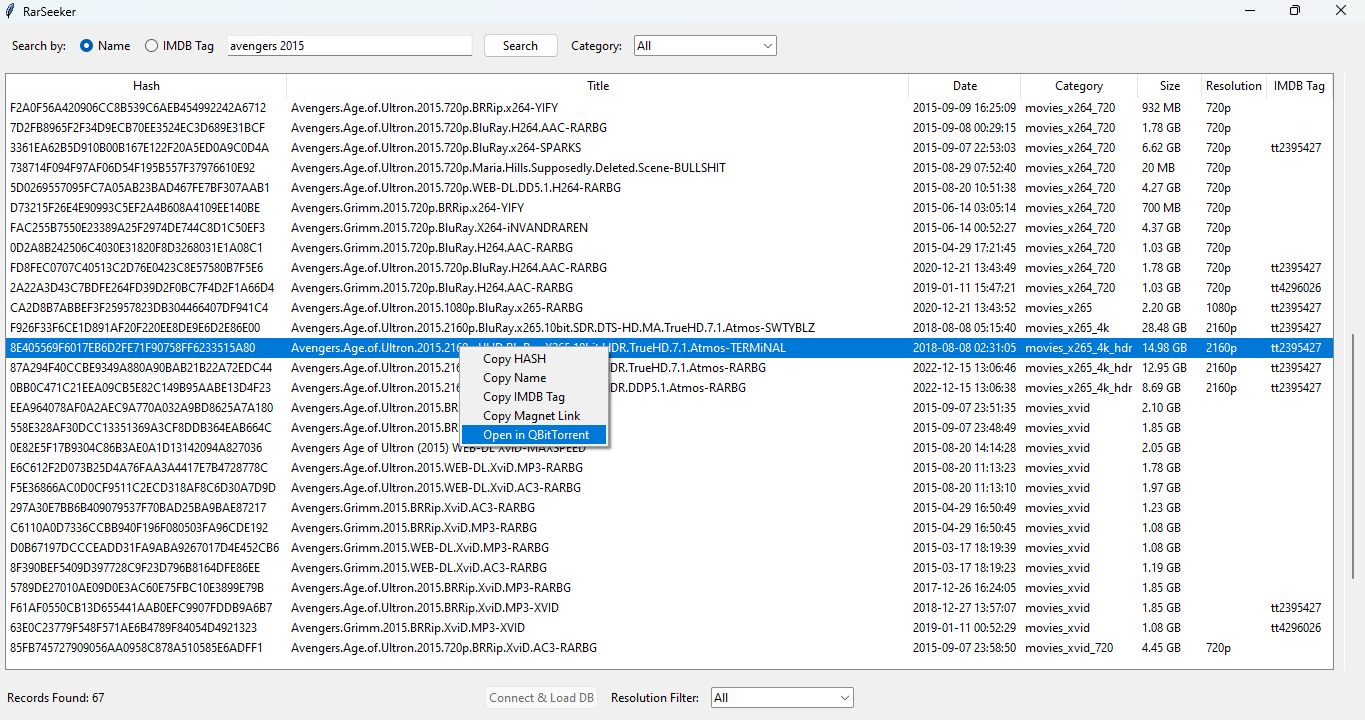 RarSeeker
Search by: Name IMDB Tag avengers 2015 Search Category: All
Hash Title Date Category Size Resolution IMDB Tag
F2A0F56A420906CC8B539C6AEB454992242A6712 Avengers.Age.of.Ultron.2015.720p.BRRip.x264-YIFY 2015-09-09 16:25:09 movies_x264_720 932 MB 720p
7D2FB8965F2F34D9ECB70EE3524EC3D689E31BCF Avengers.Age.of.Ultron.2015.720p.BluRay.H264.AAC-RARBG 2015-09-08 00:29:15 movies_x264_720 1.78 GB 720p
3361EA62B5D910B00B167E122F20A5ED0A9C0D4A Avengers.Age.of.Ultron.2015.720p.BluRay.x264-SPARKS 2015-09-07 22:53:03 movies_x264_720 6.62 GB 720p tt2395427
738714F094F97AF06D54F195B557F37976610E92 Avengers.Age.of.Ultron.2015.720p.Maria.Hills.Supposedly.Deleted.Scene-BULLSHIT 2015-08-29 07:52:40 movies_x264_720 20 MB 720p
5D0269557095FC7A05AB23BAD467FE7BF307AAB1 Avengers.Age.of.Ultron.2015.720p.WEB-DL.DD5.1.H264-RARBG 2015-08-20 10:51:38 movies_x264_720 4.27 GB 720p
D73215F26E4E90993C5EF2A4B608A4109EE140BE Avengers.Grimm.2015.720p.BRRip.x264-YIFY 2015-06-14 03:05:14 movies_x264_720 700 MB 720p
FAC255B7550E23389A25F2974DE744C8D1C50EF3 Avengers.Grimm.2015.720p.BluRay.X264-iNVANDRAREN 2015-06-14 00:52:27 movies_x264_720 4.37 GB 720p
0D2A8B242506C4030E31820F8D3268031E1A08C1 Avengers.Grimm.2015.720p.BluRay.H264.AAC-RARBG 2015-04-29 17:21:45 movies_x264_720 1.03 GB 720p
FD8FEC0707C40513C2D76E0423C8E57580B7F5E6 Avengers.Age.of.Ultron.2015.720p.BluRay.H264.AAC-RARBG 2020-12-21 13:43:49 movies_x264_720 1.78 GB 720p tt2395427
2A22A3D43C7BDFE264FD39D2F0BC7F4D2F1A66D4 Avengers.Grimm.2015.720p.BluRay.H264.AAC-RARBG 2019-01-11 15:47:21 movies_x264_720 1.03 GB 720p tt4296026
CA2D8B7ABBEF3F25957823DB304466407DF941C4 Avengers.Age.of.Ultron.2015.1080p.BluRay.x265-RARBG 2020-12-21 13:43:52 movies_x265 2.20 GB 1080p tt2395427
F926F33F6CE1D891AF20F220EE8DE9E6D2E86E00 Avengers.Age.of.Ultron.2015.2160p.BluRay.x265.10bit.SDR.DTS-HD.MA.TrueHD.7.1.Atmos-SWTYBLZ 2018-08-08 05:15:40 movies_x265_4k 28.48 GB 2160p tt2395427
8E405569F6017EB6D2FE71F90758FF6233515A80 Avengers.Age.of.Ultron.2015.2160p.UHD.BluRay.X265.10bit.HDR.TrueHD.7.1.Atmos-TERMiNAL 2018-08-08 02:31:05 movies_x265_4k_hdr 14.98 GB 2160p tt2395427
87A294F40CCBE9349A880A90BAB21B22A72EDC44 Avengers.Age.of.Ultron.2015.216 DR.TrueHD.7.1.Atmos-RARBG 2022-12-15 13:06:46 movies_x265_4k_hdr 12.95 GB 2160p tt2395427
0BB0C471C21EEA09CB5E82C149B95AABE13D4F23 Avengers.Age.of.Ultron.2015.216 DR.DDP5.1.Atmos-RARBG 2022-12-15 13:06:38 movies_x265_4k_hdr 8.69 GB 2160p tt2395427
EEA964078AF0A2AEC9A770A032A9BD8625A7A180 Avengers.Age.of.Ultron.2015.BR 2015-09-07 23:51:35 movies_xvid 2.10 GB
558E328AF30DCC13351369A3CF8DDB364EAB664C Avengers.Age.of.Ultron.2015.BR 2015-09-07 23:48:49 movies_xvid 1.85 GB
0E82E5F17B9304C86B3AE0A1D13142094A827036 Avengers Age of Ultron (2015) WEB-DL XviD-MAXSPEED 2015-08-20 14:14:28 movies_xvid 2.05 GB
E6C612F2D073B25D4A76FAA3A4417E7B4728778C Avengers.Age.of.Ultron.2015.WEB-DL.XviD.MP3-RARBG 2015-08-20 11:13:23 movies_xvid 1.78 GB
F5E36866AC0D0CF9511C2ECD318AF8C6D30A7D9D Avengers.Age.of.Ultron.2015.WEB-DL.XviD.AC3-RARBG 2015-08-20 11:13:10 movies_xvid 1.97 GB
297A30E7BB6B409079537F70BAD25BA9BAE87217 Avengers.Grimm.2015.BRRip.XviD.AC3-RARBG 2015-04-29 16:50:49 movies_xvid 1.23 GB
C6110A0D7336CCBB940F196F080503FA96CDE192 Avengers.Grimm.2015.BRRip.XviD.MP3-RARBG 2015-04-29 16:50:45 movies_xvid 1.08 GB
D0B67197DCCCEADD31FA9ABA9267017D4E452CB6 Avengers.Grimm.2015.WEB-DL.XviD.MP3-RARBG 2015-03-17 18:19:39 movies_xvid 1.08 GB
8F390BEF5409D397728C9F23D796B8164DFE86EE Avengers.Grimm.2015.WEB-DL.XviD.AC3-RARBG 2015-03-17 18:19:23 movies_xvid 1.19 GB
5789DE27010AE09D0E3AC60E75FBC10E3899E79B Avengers.Age.of.Ultron.2015.BRRip.XviD.MP3-RARBG 2017-12-26 16:24:05 movies_xvid 1.85 GB
F61AF0550CB13D655441AAB0EFC9907FDDB9A6B7 Avengers.Age.of.Ultron.2015.BRRip.XviD.MP3-XVID 2018-12-27 13:57:07 movies_xvid 1.85 GB tt2395427
63E0C23779F548F571AE6B4789F84054D4921323 Avengers.Grimm.2015.BRRip.XviD.MP3-XVID 2019-01-11 00:52:29 movies_xvid 1.08 GB tt4296026
85FB745727909056AA0958C878A510585E6ADFF1 Avengers.Age.of.Ultron.2015.720p.BRRip.XviD.AC3-RARBG 2015-09-07 23:58:50 movies_xvid_720 4.45 GB 720p
Copy HASH
Copy Name
Copy IMDB Tag
Copy Magnet Link
Open in QBitTorrent
Records Found: 67 Connect & Load DB Resolution Filter: All